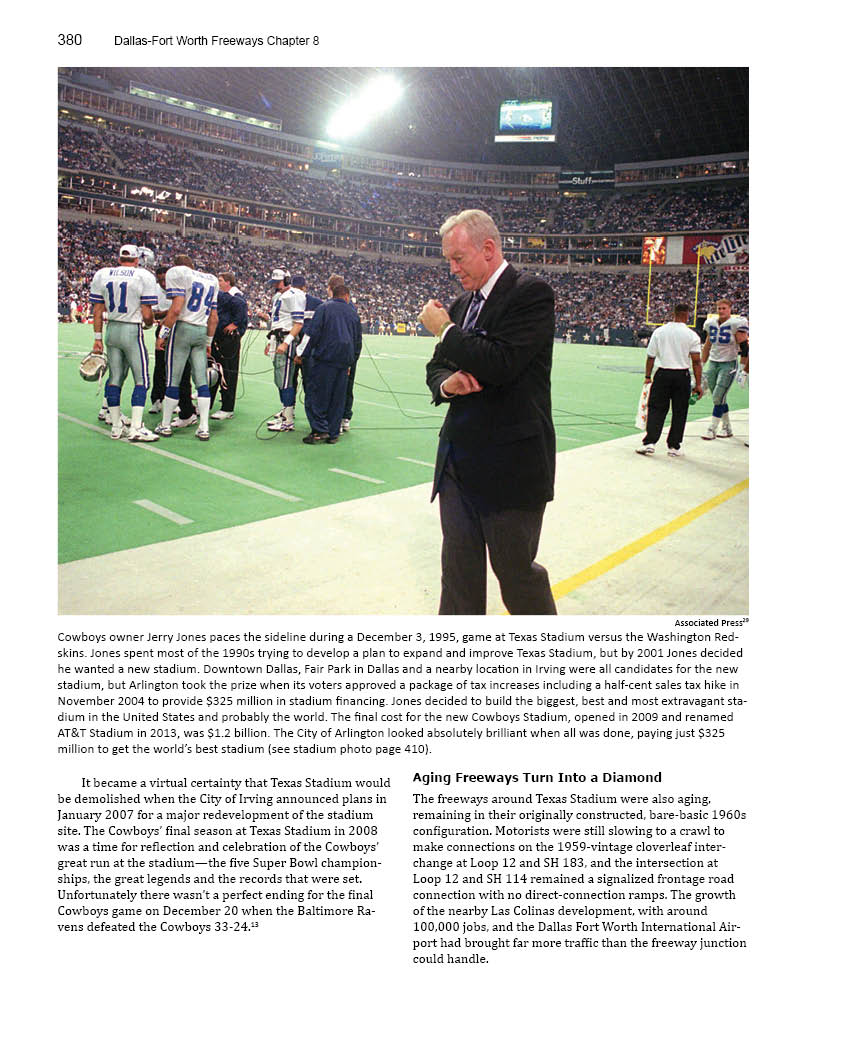 380 Dallas-Fort Worth Freeways Chapter 8
Stuff
WILSON
11
84
95
Associated Press²⁹
Cowboys owner Jerry Jones paces the sideline during a December 3, 1995, game at Texas Stadium versus the Washington Red-
skins. Jones spent most of the 1990s trying to develop a plan to expand and improve Texas Stadium, but by 2001 Jones decided
he wanted a new stadium. Downtown Dallas, Fair Park in Dallas and a nearby location in Irving were all candidates for the new
stadium, but Arlington took the prize when its voters approved a package of tax increases including a half-cent sales tax hike in
November 2004 to provide $325 million in stadium financing. Jones decided to build the biggest, best and most extravagant sta-
dium in the United States and probably the world. The final cost for the new Cowboys Stadium, opened in 2009 and renamed
AT&T Stadium in 2013, was $1.2 billion. The City of Arlington looked absolutely brilliant when all was done, paying just $325
million to get the world's best stadium (see stadium photo page 410).
It became a virtual certainty that Texas Stadium would
be demolished when the City of Irving announced plans in
January 2007 for a major redevelopment of the stadium
site. The Cowboys' final season at Texas Stadium in 2008
was a time for reflection and celebration of the Cowboys'
great run at the stadium—the five Super Bowl champion-
ships, the great legends and the records that were set.
Unfortunately there wasn't a perfect ending for the final
Cowboys game on December 20 when the Baltimore Ra-
vens defeated the Cowboys 33-24.¹³
Aging Freeways Turn Into a Diamond
The freeways around Texas Stadium were also aging,
remaining in their originally constructed, bare-basic 1960s
configuration. Motorists were still slowing to a crawl to
make connections on the 1959-vintage cloverleaf inter-
change at Loop 12 and SH 183, and the intersection at
Loop 12 and SH 114 remained a signalized frontage road
connection with no direct-connection ramps. The growth
of the nearby Las Colinas development, with around
100,000 jobs, and the Dallas Fort Worth International Air-
port had brought far more traffic than the freeway junction
could handle.